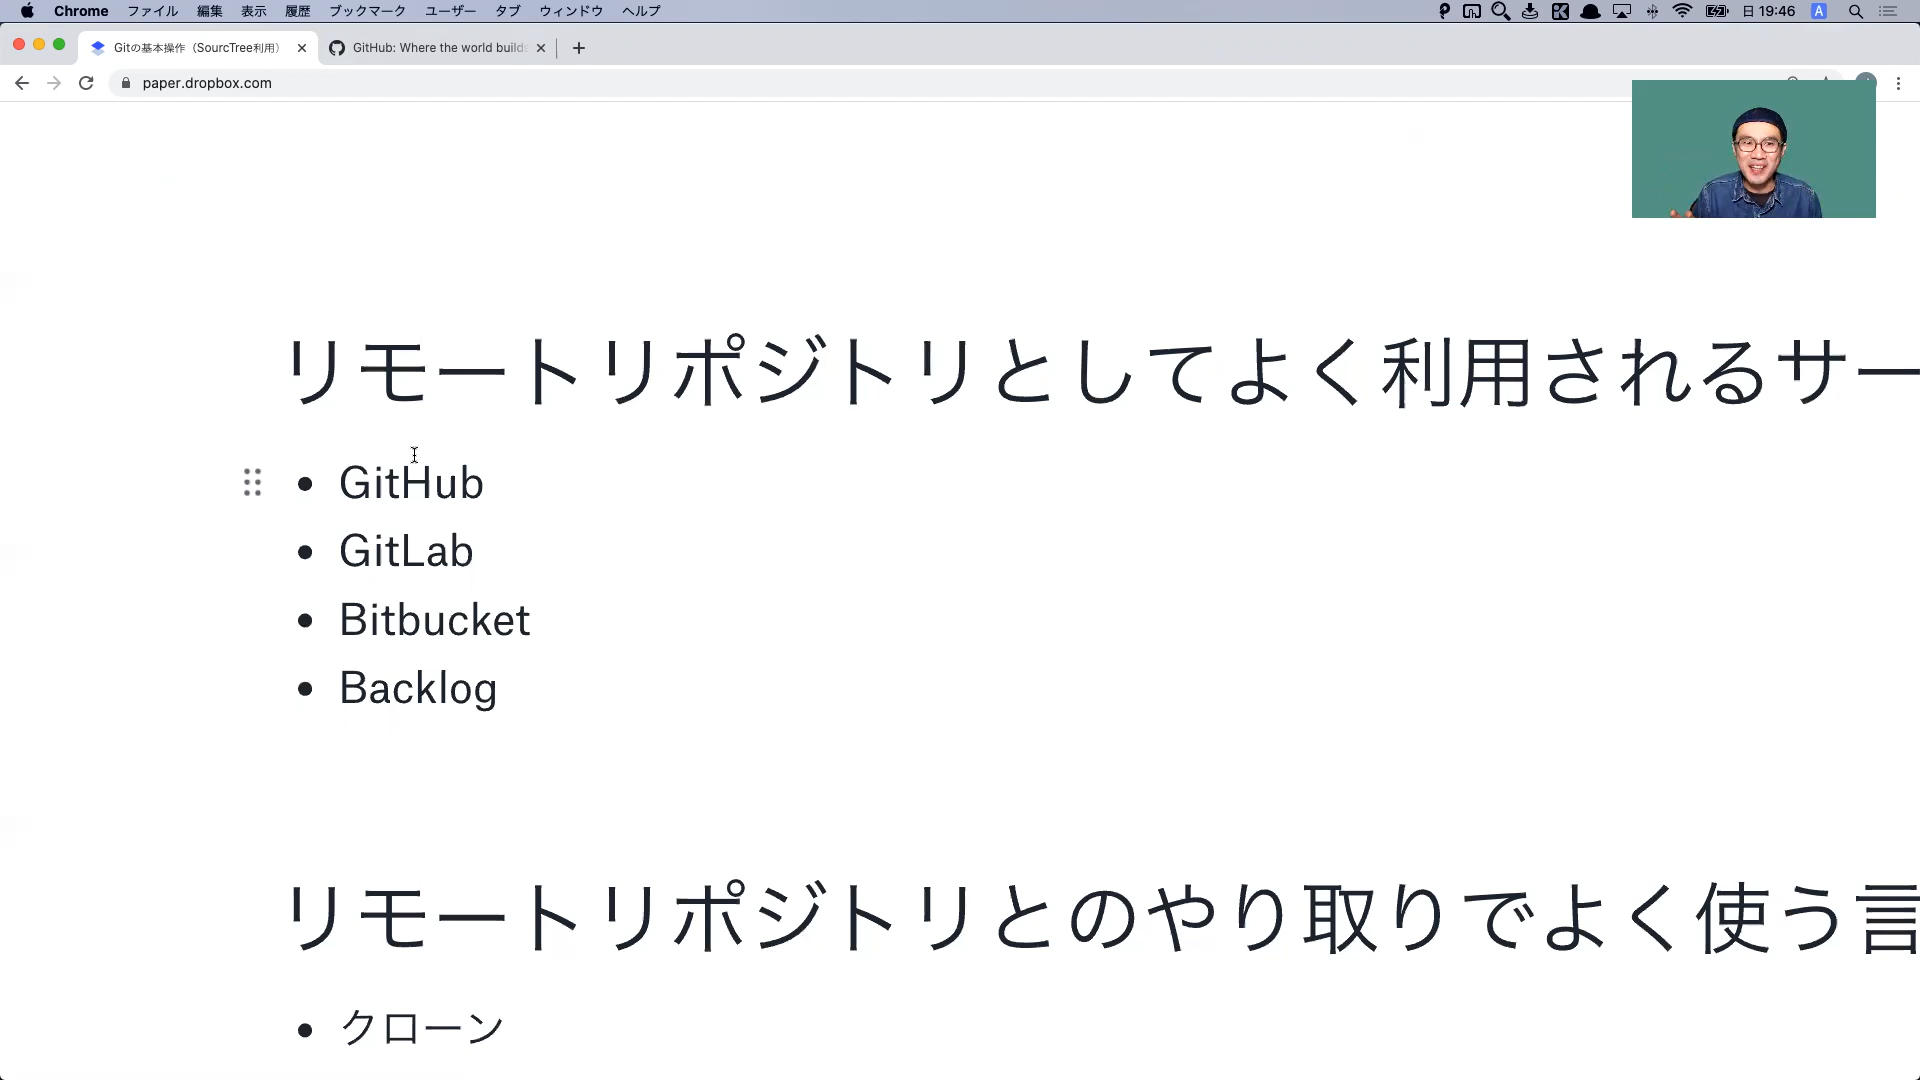 Chrome ファイル 編集 表示 履歴 ブックマーク ユーザー タブ ウィンドウ ヘルプ 日 19:46 A
Gitの基本操作（SourcTree利用） GitHub: Where the world builds
paper.dropbox.com
リモートリポジトリとしてよく利用されるサー
GitHub
GitLab
Bitbucket
Backlog
リモートリポジトリとのやり取りでよく使う言
クローン